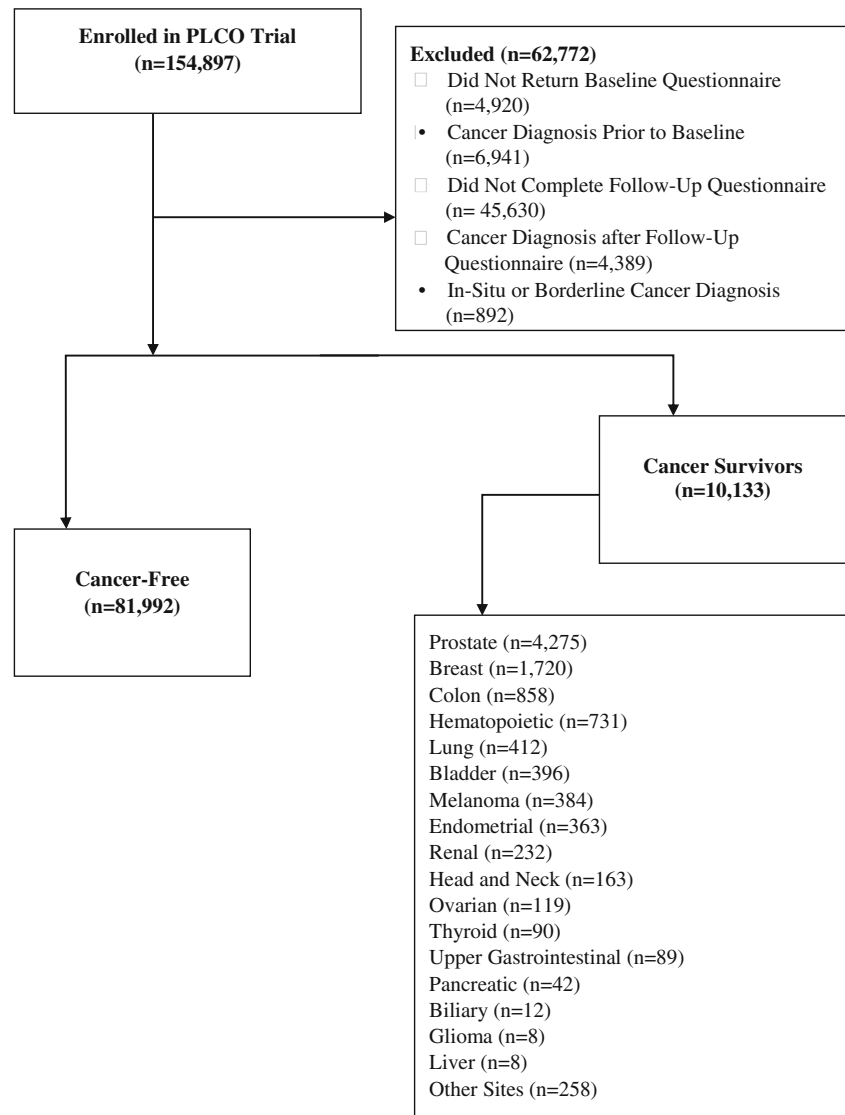 Enrolled in PLCO Trial
(n=154,897)
Excluded (n=62,772)
□ Did Not Return Baseline Questionnaire
(n=4,920)
• Cancer Diagnosis Prior to Baseline
(n=6,941)
□ Did Not Complete Follow-Up Questionnaire
(n= 45,630)
□ Cancer Diagnosis after Follow-Up
Questionnaire (n=4,389)
• In-Situ or Borderline Cancer Diagnosis
(n=892)
Cancer Survivors
(n=10,133)
Cancer-Free
(n=81,992)
Prostate (n=4,275)
Breast (n=1,720)
Colon (n=858)
Hematopoietic (n=731)
Lung (n=412)
Bladder (n=396)
Melanoma (n=384)
Endometrial (n=363)
Renal (n=232)
Head and Neck (n=163)
Ovarian (n=119)
Thyroid (n=90)
Upper Gastrointestinal (n=89)
Pancreatic (n=42)
Biliary (n=12)
Glioma (n=8)
Liver (n=8)
Other Sites (n=258)